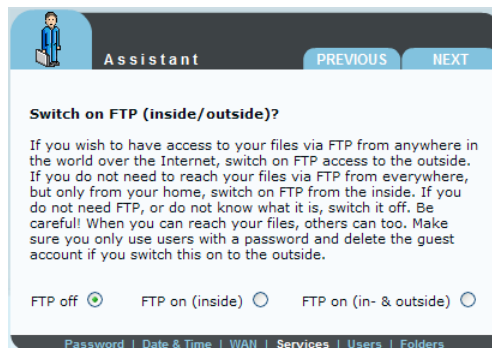 Assistant
PREVIOUS
NEXT
Switch on FTP (inside/outside)?
If you wish to have access to your files via FTP from anywhere in
the world over the Internet, switch on FTP access to the outside.
If you do not need to reach your files via FTP from everywhere,
but only from your home, switch on FTP from the inside. If you
do not need FTP, or do not know what it is, switch it off. Be
careful! When you can reach your files, others can too. Make
sure you only use users with a password and delete the guest
account if you switch this on to the outside.
FTP off FTP on (inside) FTP on (in- & outside)
Password | Date & Time | WAN | Services | Users | Folders